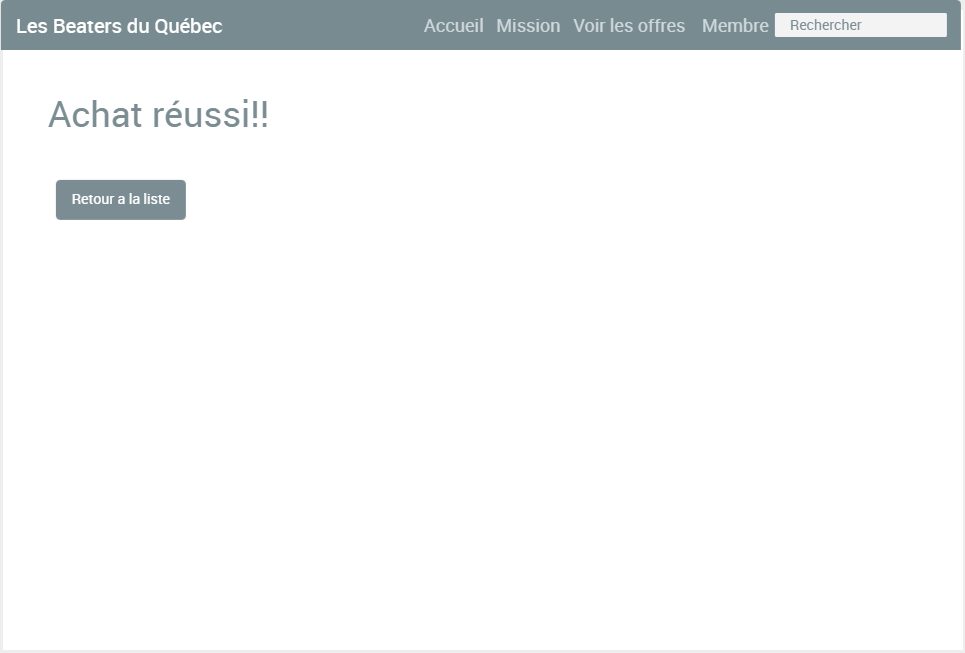 Les Beaters du Québec
Accueil Mission Voir les offres Membre Rechercher
Achat réussi!!
Retour a la liste